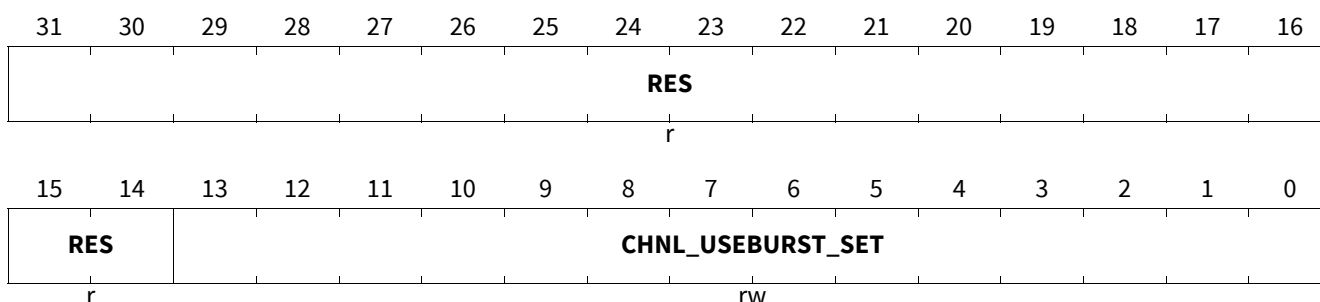 31 30 29 28 27 26 25 24 23 22 21 20 19 18 17 16
RES
r
15 14 13 12 11 10 9 8 7 6 5 4 3 2 1 0
RES CHNL_USEBURST_SET
r rw